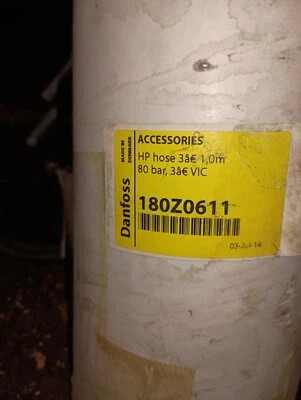 MADE IN
DENMARK
Danfoss
ACCESSORIES
HP hose 3â€ 1,0m
80 bar, 3â€ VIC
180Z0611
03-Jul-14